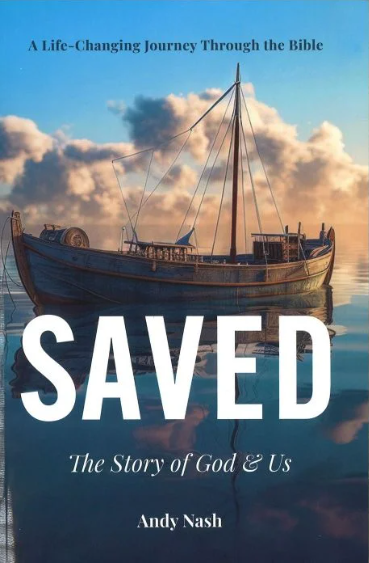 A Life-Changing Journey Through the Bible
SAVED
The Story of God & Us
Andy Nash